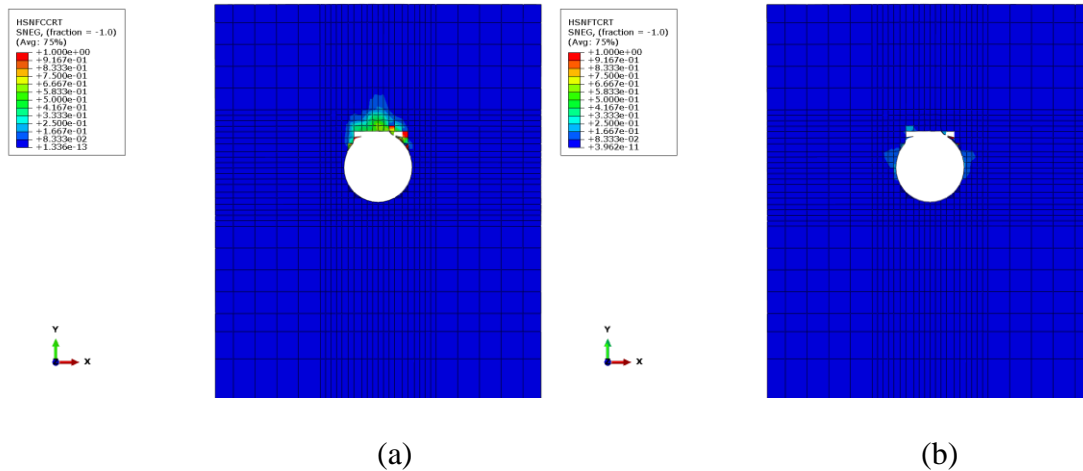 HSNFCCRT
SNEG, (fraction = -1.0)
(Avg: 75%)
+1.000e+00
+9.167e-01
+8.333e-01
+7.500e-01
+6.667e-01
+5.833e-01
+5.000e-01
+4.167e-01
+3.333e-01
+2.500e-01
+1.667e-01
+8.333e-02
+1.336e-13
Y
X
(a)
HSNFTCRT
SNEG, (fraction = -1.0)
(Avg: 75%)
+1.000e+00
+9.167e-01
+8.333e-01
+7.500e-01
+6.667e-01
+5.833e-01
+5.000e-01
+4.167e-01
+3.333e-01
+2.500e-01
+1.667e-01
+8.333e-02
+3.962e-11
Y
X
(b)